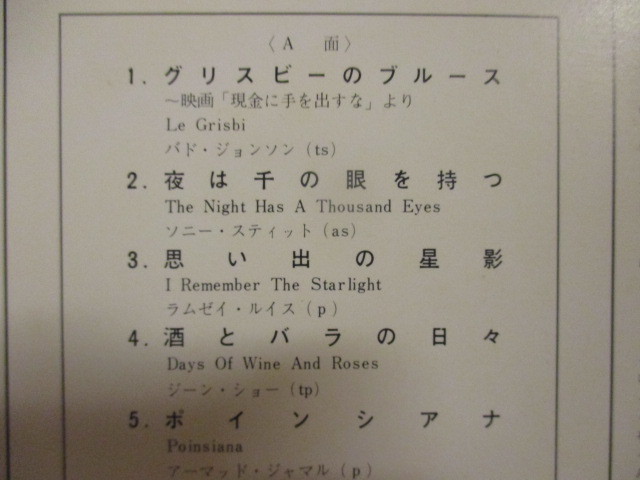 〈A 面〉
1. グリスビーのブルース
～映画「現金に手を出すな」より
Le Grisbi
バド・ジョンソン(ts)
2. 夜は千の眼を持つ
The Night Has A Thousand Eyes
ソニー・スティット(as)
3. 思い出の星影
I Remember The Starlight
ラムゼイ・ルイス(p)
4. 酒とバラの日々
Days Of Wine And Roses
ジーン・ショー(tp)
5. ポインシアナ
Poinsiana
アーマッド・ジャマル(p)